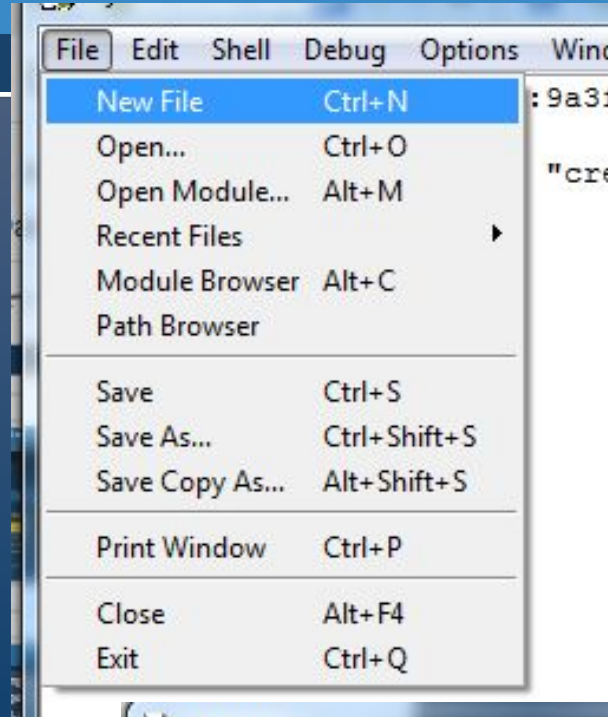 File Edit Shell Debug Options
New File Ctrl+N
Open... Ctrl+O
Open Module... Alt+M
Recent Files
Module Browser Alt+C
Path Browser
Save Ctrl+S
Save As... Ctrl+Shift+S
Save Copy As... Alt+Shift+S
Print Window Ctrl+P
Close Alt+F4
Exit Ctrl+Q